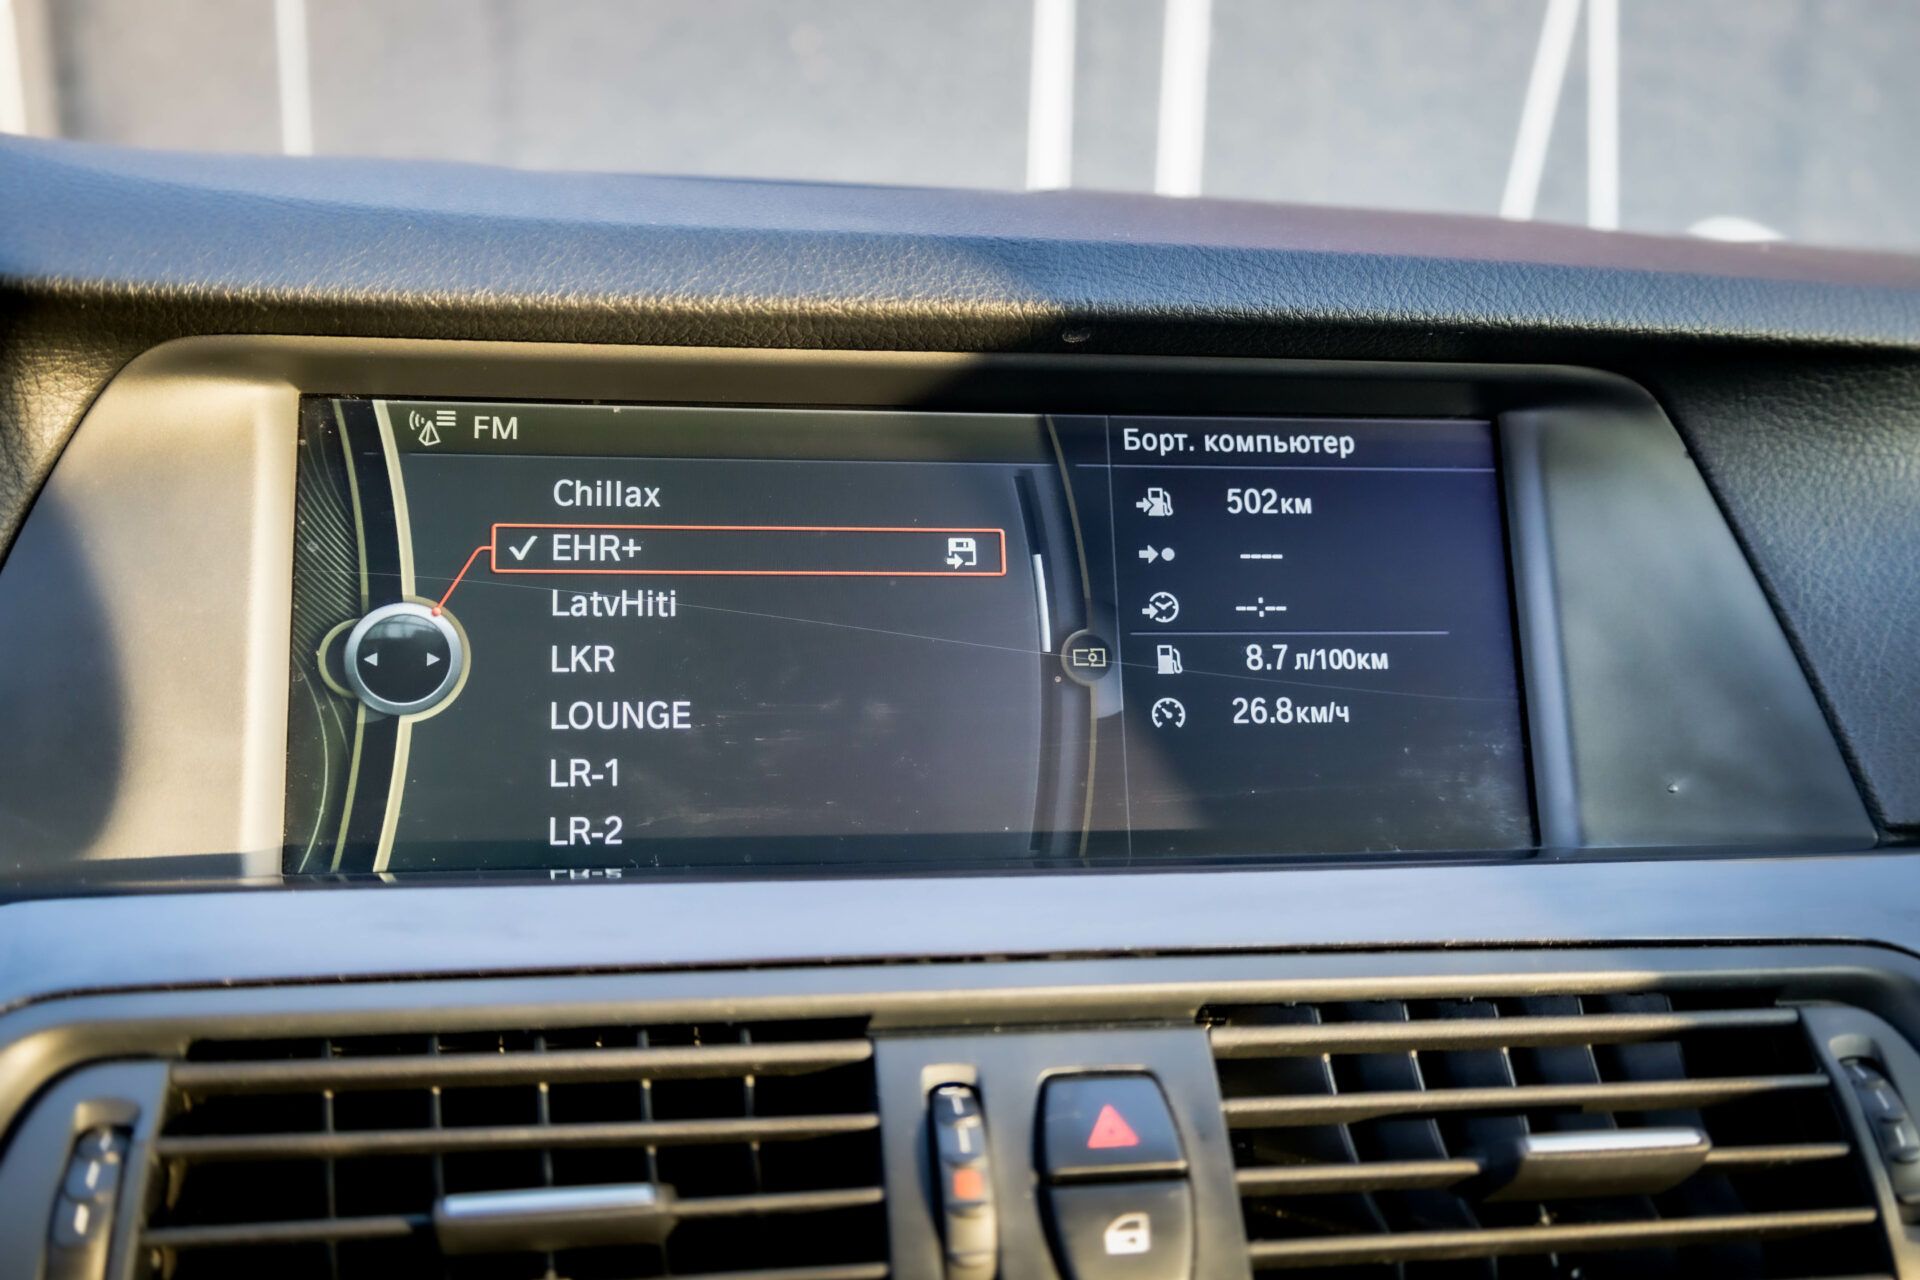 FM
Chillax
EHR+
LatvHiti
LKR
LOUNGE
LR-1
LR-2
Борт. компьютер
502км
----
--:--
8.7 л/100км
26.8км/ч